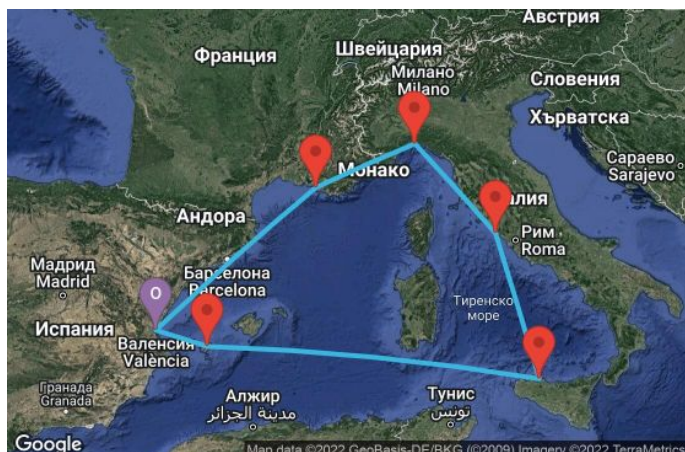 Австрия
Франция
Швейцария
Милано
Milano
Словения
Хърватска
Монако
Сараево
Sarajevo
Андора
алия
Рим
Roma
Барселона
Barcelona
Мадрид
Madrid
О
Тиренско
море
Испания
Валенсия
València
Гранада
Granada
Алжир
مدينة الجزائر
Тунис
تونس
Google
Map data ©2022 GeoBasis-DE/BKG (©2009) Imagery ©2022 TerraMetrics